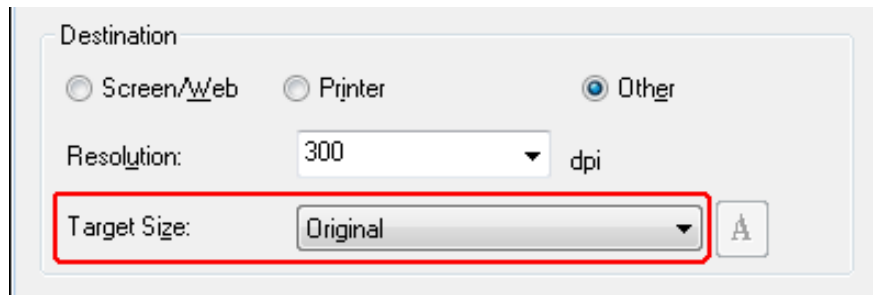 Destination
Screen/Web Printer Other
Resolution: 300 dpi
Target Size: Original A